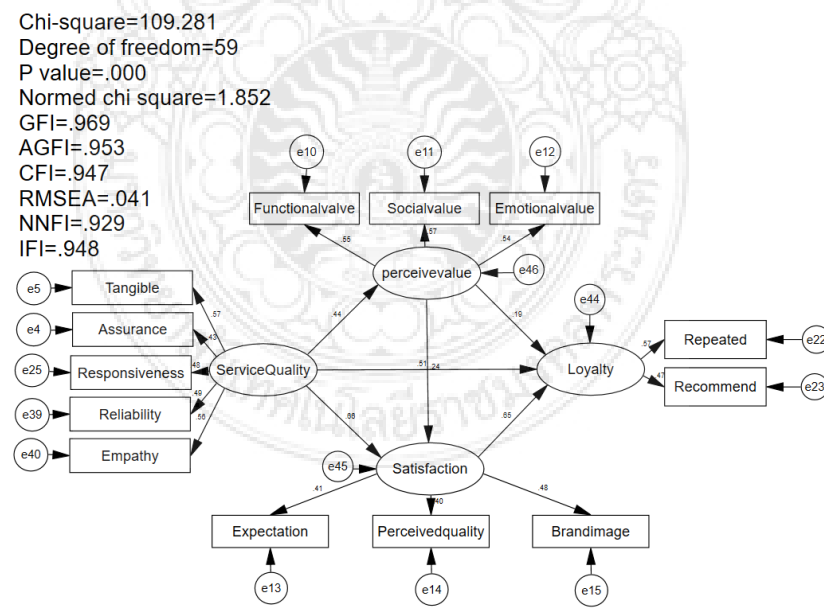 Chi-square=109.281
Degree of freedom=59
P value=.000
Normed chi square=1.852
GFI=.969
AGFI=.953
CFI=.947
RMSEA=.041
NNFI=.929
IFI=.948
e10
e11
e12
Functionalvalve
Socialvalue
Emotionalvalue
.55
.57
.54
perceivevalue
e46
e5
Tangible
e44
.57
.44
.19
e4
Assurance
.43
Repeated
e22
.57
e25
Responsiveness
.48
ServiceQuality
.51
.24
Loyalty
.47
Recommend
e23
.49
e39
Reliability
.56
.66
.65
e40
Empathy
e45
Satisfaction
.41
.40
.48
Expectation
Perceivedquality
Brandimage
e13
e14
e15